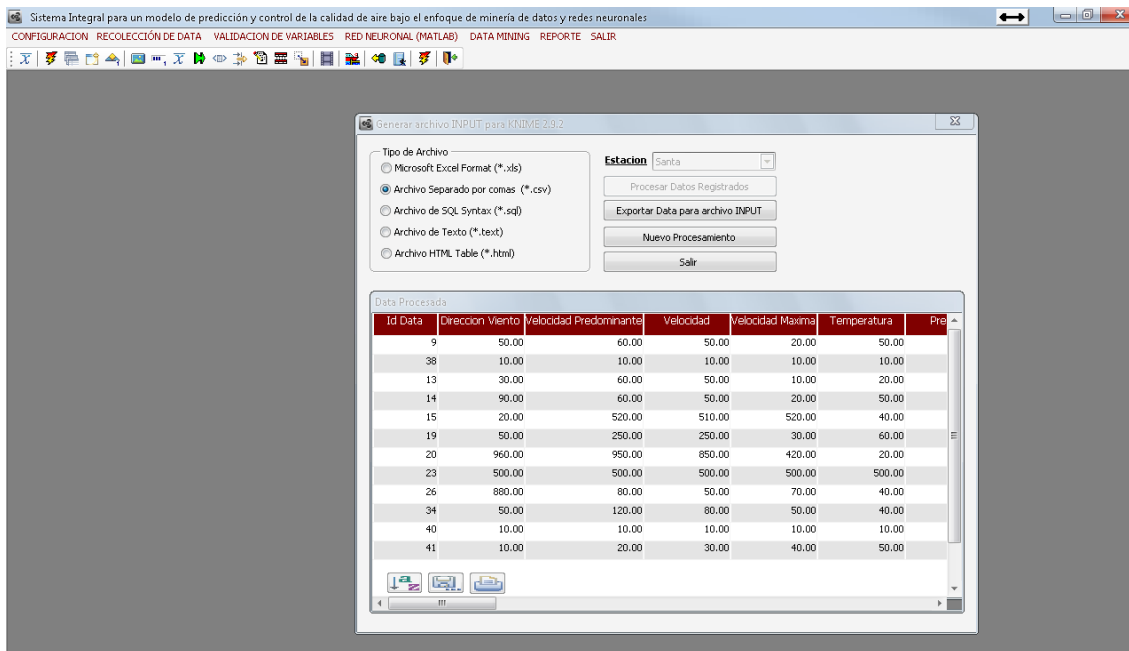 Sistema Integral para un modelo de predicción y control de la calidad de aire bajo el enfoque de minería de datos y redes neuronales
CONFIGURACION RECOLECCIÓN DE DATA VALIDACION DE VARIABLES RED NEURONAL (MATLAB) DATA MINING REPORTE SALIR
Generar archivo INPUT para KNIME 2.9.2
Tipo de Archivo
Microsoft Excel Format (*.xls)
Archivo Separado por comas (*.csv)
Archivo de SQL Syntax (*.sql)
Archivo de Texto (*.text)
Archivo HTML Table (*.html)
Estacion Santa
Procesar Datos Registrados
Exportar Data para archivo INPUT
Nuevo Procesamiento
Salir
Data Procesada
Id Data Direccion Viento Velocidad Predominante Velocidad Velocidad Maxima Temperatura Pre
9 50.00 60.00 50.00 20.00 50.00
38 10.00 10.00 10.00 10.00 10.00
13 30.00 60.00 50.00 10.00 20.00
14 90.00 60.00 50.00 20.00 50.00
15 20.00 520.00 510.00 520.00 40.00
19 50.00 250.00 250.00 30.00 60.00
20 960.00 950.00 850.00 420.00 20.00
23 500.00 500.00 500.00 500.00 500.00
26 880.00 80.00 50.00 70.00 40.00
34 50.00 120.00 80.00 50.00 40.00
40 10.00 10.00 10.00 10.00 10.00
41 10.00 20.00 30.00 40.00 50.00